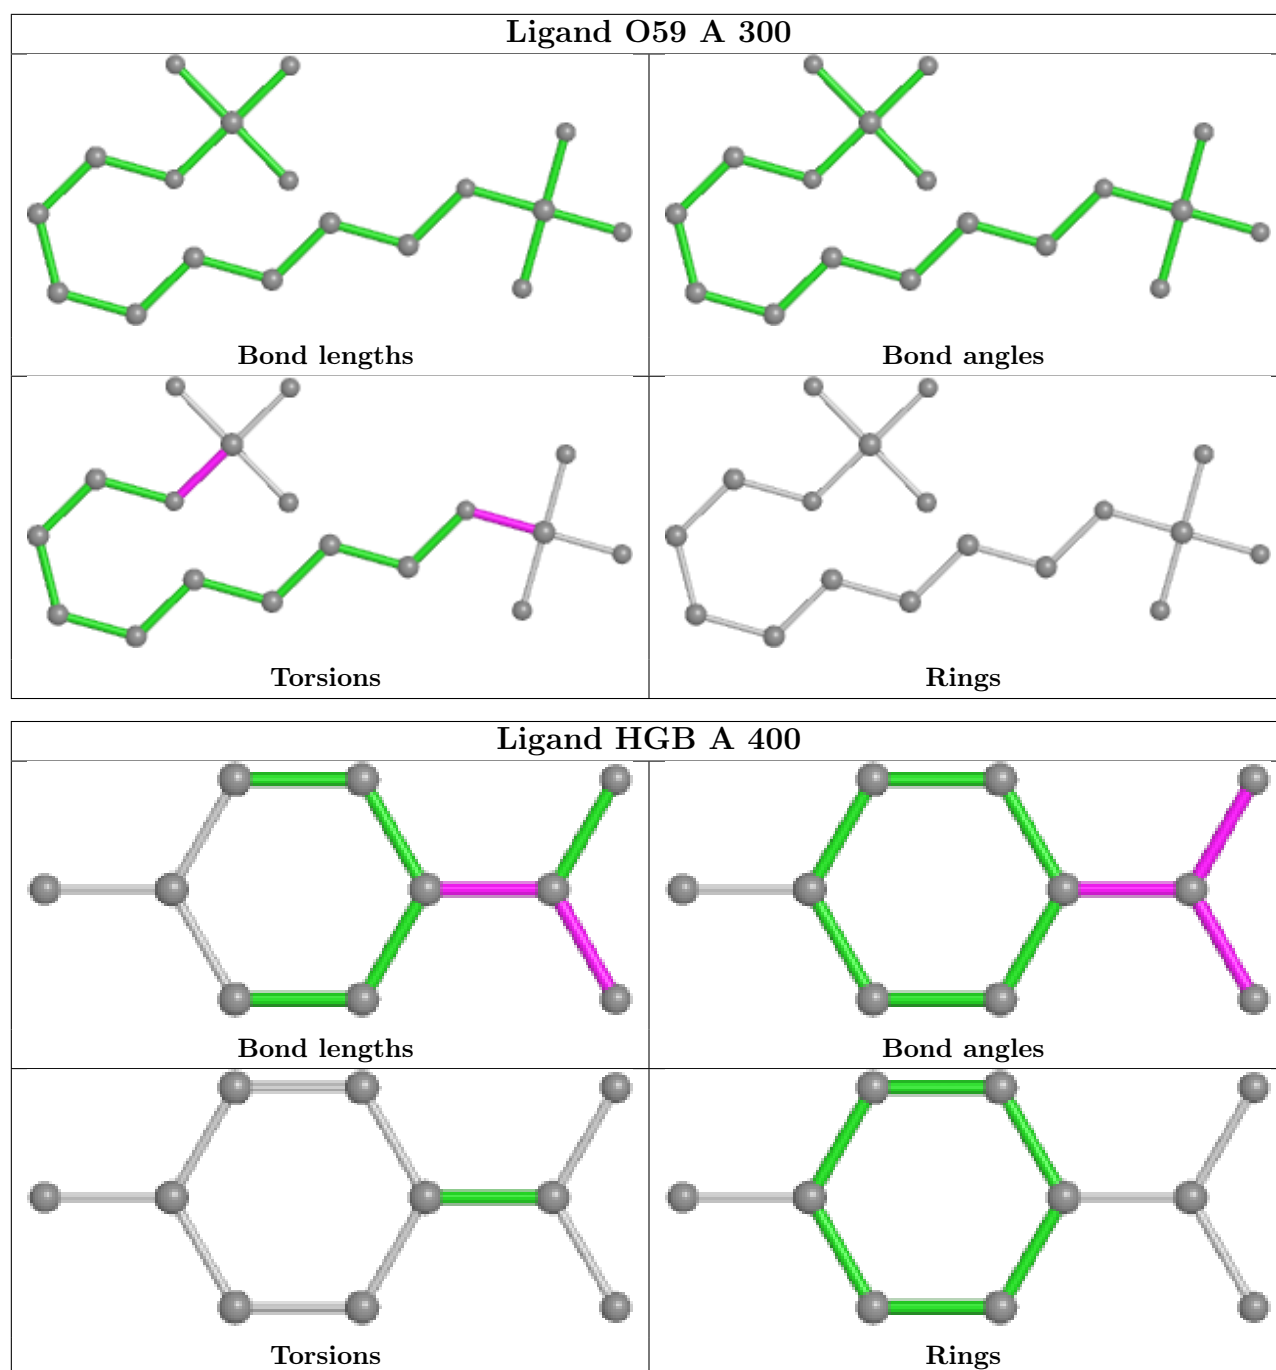 Ligand O59 A 300
Bond lengths
Bond angles
Torsions
Rings
Ligand HGB A 400
Bond lengths
Bond angles
Torsions
Rings